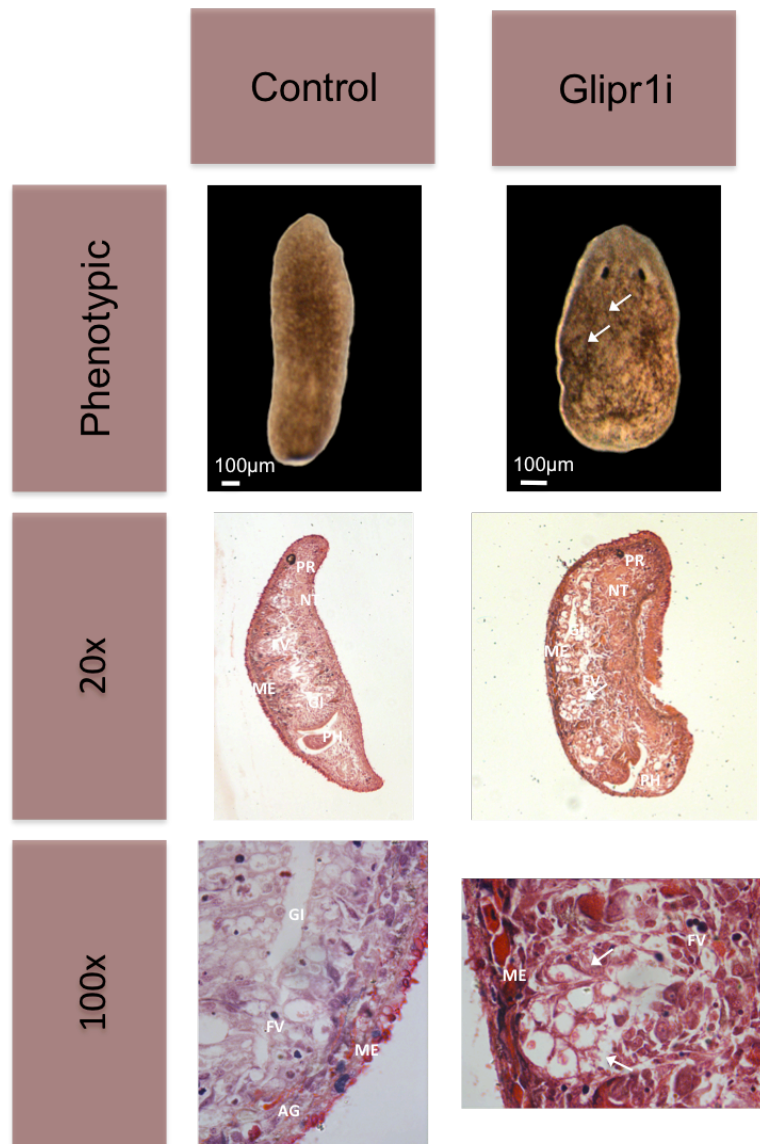 Control
Glipr1i
Phenotypic
100μm
100μm
20x
PR
NT
FV
ME
GI
PH
PR
NT
GI
ME
FV
PH
100x
GI
FV
ME
AG
FV
ME